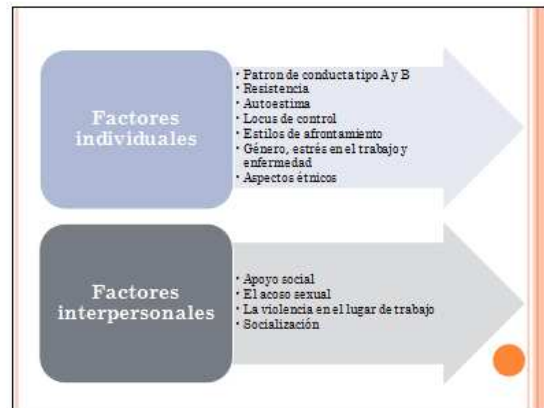 Factores
individuales
• Patron de conducta tipo A y B
• Resistencia
• Autoestima
• Locus de control
• Estilos de afrontamiento
• Género, estrés en el trabajo y
enfermedad
• Aspectos étnicos
Factores
interpersonales
• Apoyo social
• El acoso sexual
• La violencia en el lugar de trabajo
• Socialización